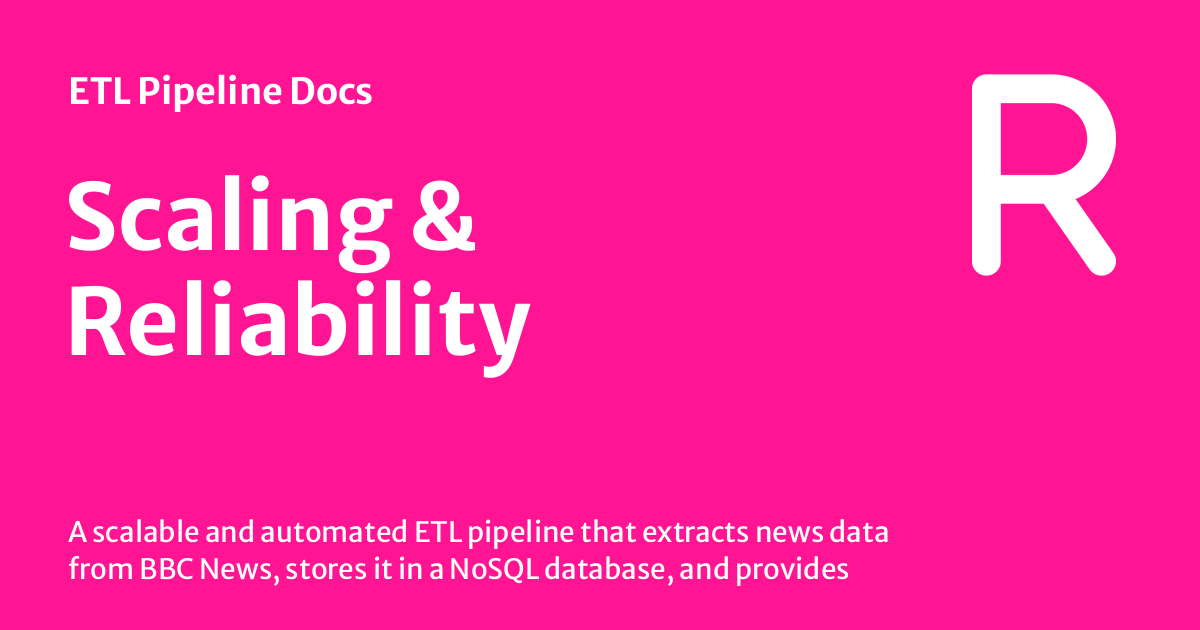 ETL Pipeline Docs
R
Scaling &
Reliability
A scalable and automated ETL pipeline that extracts news data
from BBC News, stores it in a NoSQL database, and provides